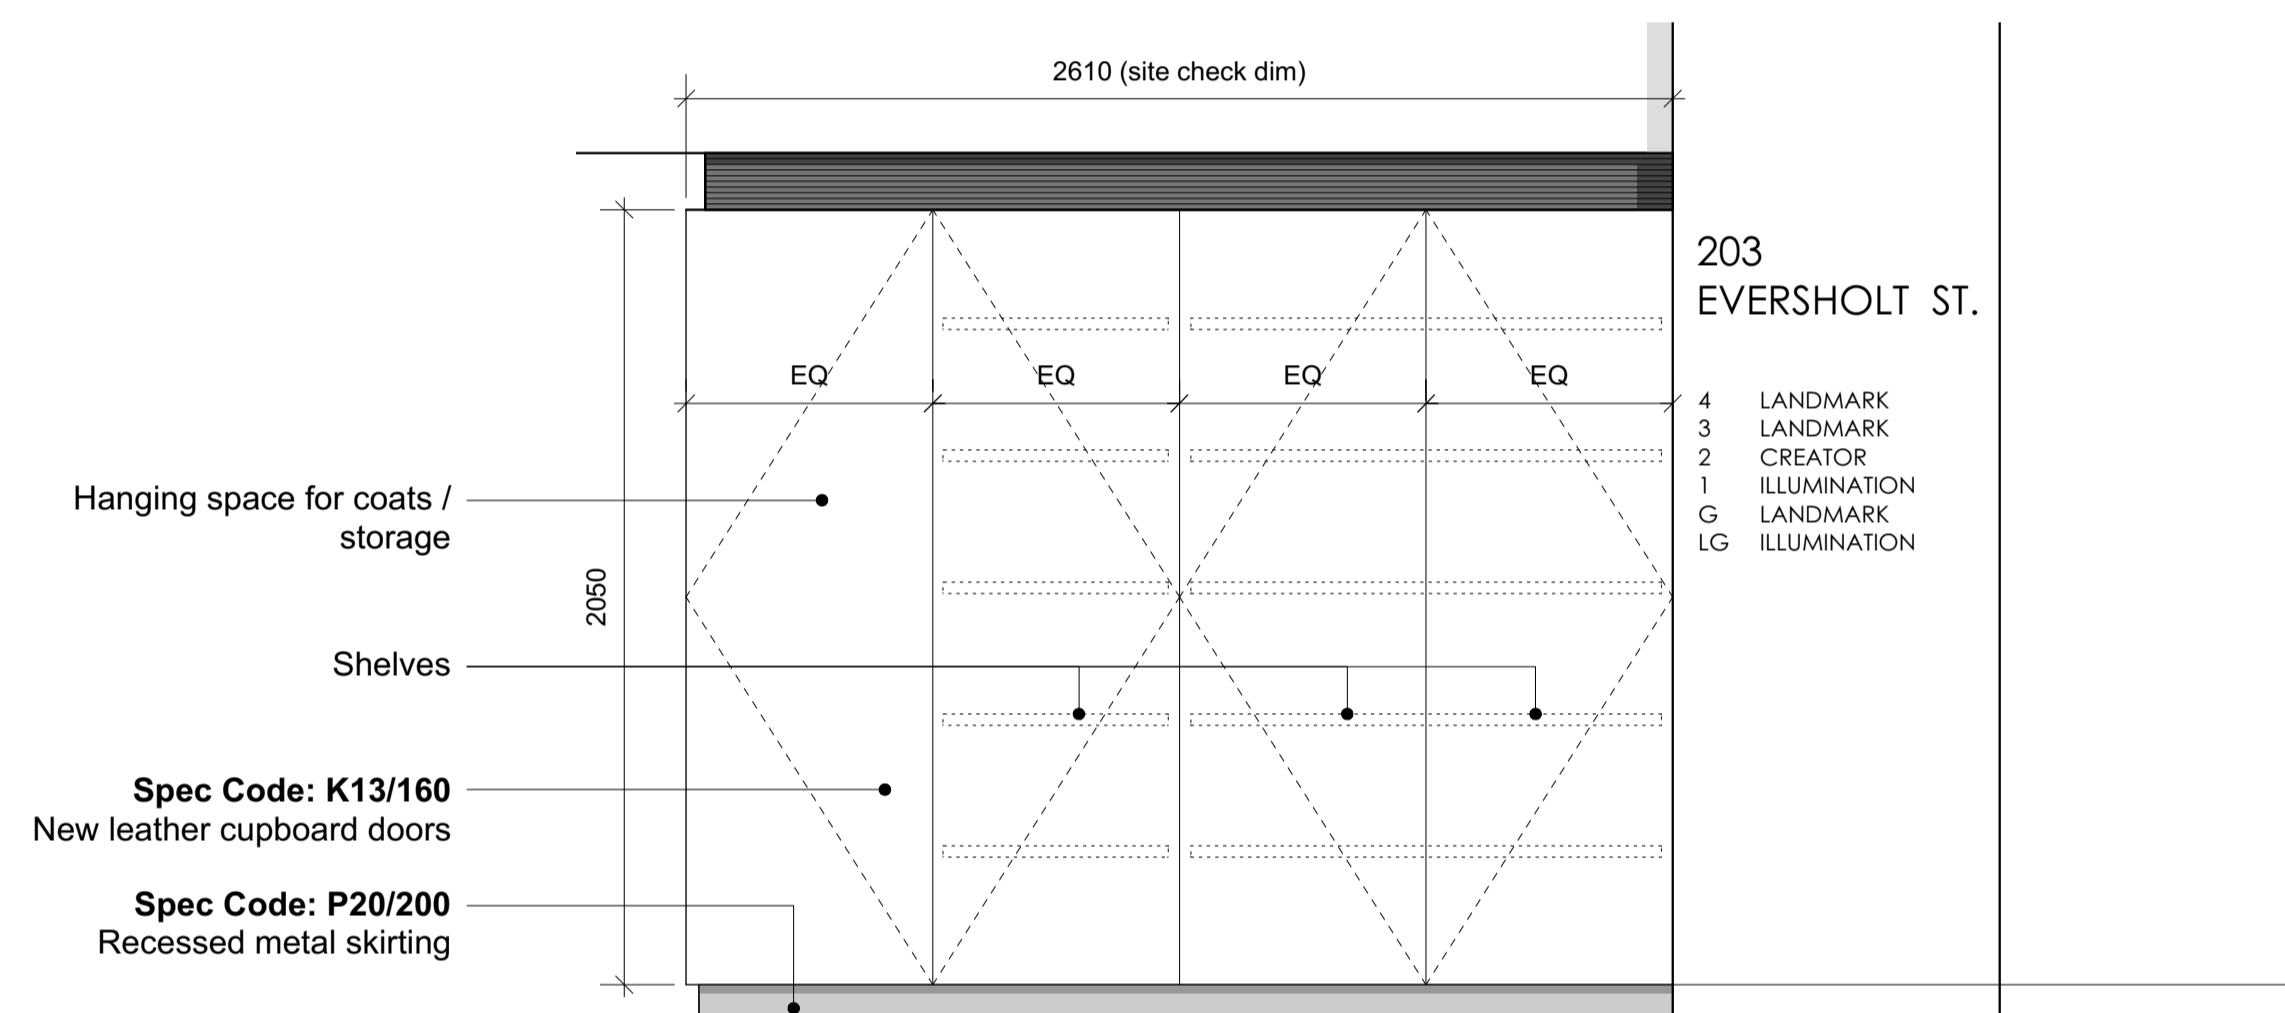 2610 (site check dim)
203
EVERSHOLT ST.
EQ EQ EQ EQ
4 LANDMARK
3 LANDMARK
2 CREATOR
1 ILLUMINATION
G LANDMARK
LG ILLUMINATION
Hanging space for coats /
storage
2050
Shelves
Spec Code: K13/160
New leather cupboard doors
Spec Code: P20/200
Recessed metal skirting